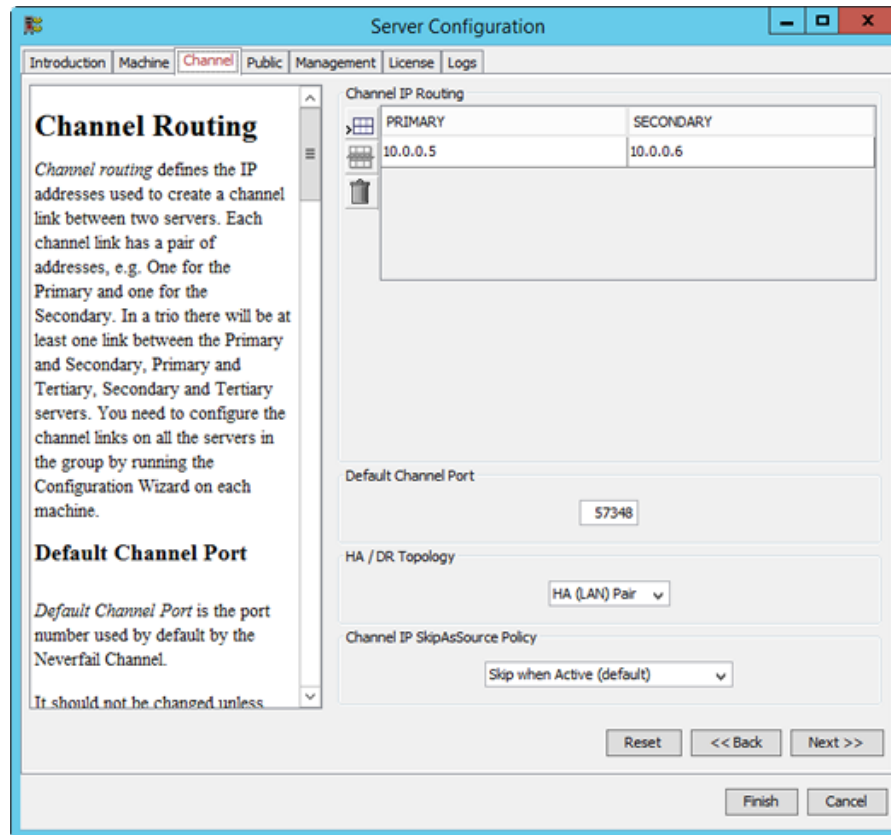 Server Configuration
Introduction Machine Channel Public Management License Logs
Channel Routing
Channel routing defines the IP
addresses used to create a channel
link between two servers. Each
channel link has a pair of
addresses, e.g. One for the
Primary and one for the
Secondary. In a trio there will be at
least one link between the Primary
and Secondary, Primary and
Tertiary, Secondary and Tertiary
servers. You need to configure the
channel links on all the servers in
the group by running the
Configuration Wizard on each
machine.
Default Channel Port
Default Channel Port is the port
number used by default by the
Neverfail Channel.
It should not be changed unless
Channel IP Routing
PRIMARY SECONDARY
10.0.0.5 10.0.0.6
Default Channel Port
57348
HA / DR Topology
HA (LAN) Pair
Channel IP SkipAsSource Policy
Skip when Active (default)
Reset << Back Next >>
Finish Cancel